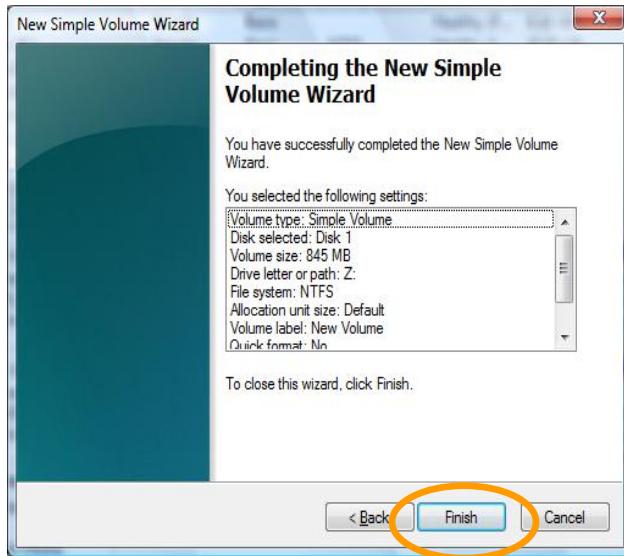 New Simple Volume Wizard
Completing the New Simple
Volume Wizard
You have successfully completed the New Simple Volume
Wizard.
You selected the following settings:
Volume type: Simple Volume
Disk selected: Disk 1
Volume size: 845 MB
Drive letter or path: Z:
File system: NTFS
Allocation unit size: Default
Volume label: New Volume
Quick format: No
To close this wizard, click Finish.
< Back
Finish
Cancel